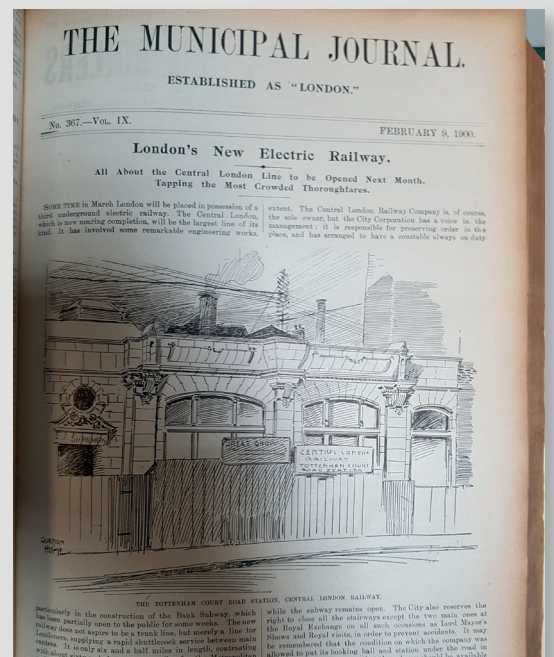 THE MUNICIPAL JOURNAL.
ESTABLISHED AS "LONDON."
No. 367.—VOL. IX.
FEBRUARY 9, 1900.
London's New Electric Railway.
All About the Central London Line to be Opened Next Month.
Tapping the Most Crowded Thoroughfares.
SOME TIME in March London will be placed in possession of a
third underground electric railway. The Central London,
which is now nearing completion, will be the largest line of its
kind. It has involved some remarkable engineering works,
extent. The Central London Railway Company is, of course,
the sole owner, but the City Corporation has a voice in the
management; it is responsible for preserving order in the
place, and has arranged to have a constable always on duty
CENTRAL LONDON
RAILWAY
TOTTENHAM COURT
ROAD STATION
GORDON
HOME
THE TOTTENHAM COURT ROAD STATION, CENTRAL LONDON RAILWAY.
particularly in the construction of the Bank Subway, which
has been partially open to the public for some weeks. The new
railway does not aspire to be a trunk line, but merely a line for
Londoners, supplying a rapid shuttlecock service between main
centres. It is only six and a half miles in length, contrasting
while the subway remains open. The City also reserves the
right to close all the stairways except the two main ones at
the Royal Exchange on all such occasions as Lord Mayor's
Shows and Royal visits, in order to prevent accidents. It may
be remembered that the condition on which the company was
allowed to put its booking hall and station under the road in